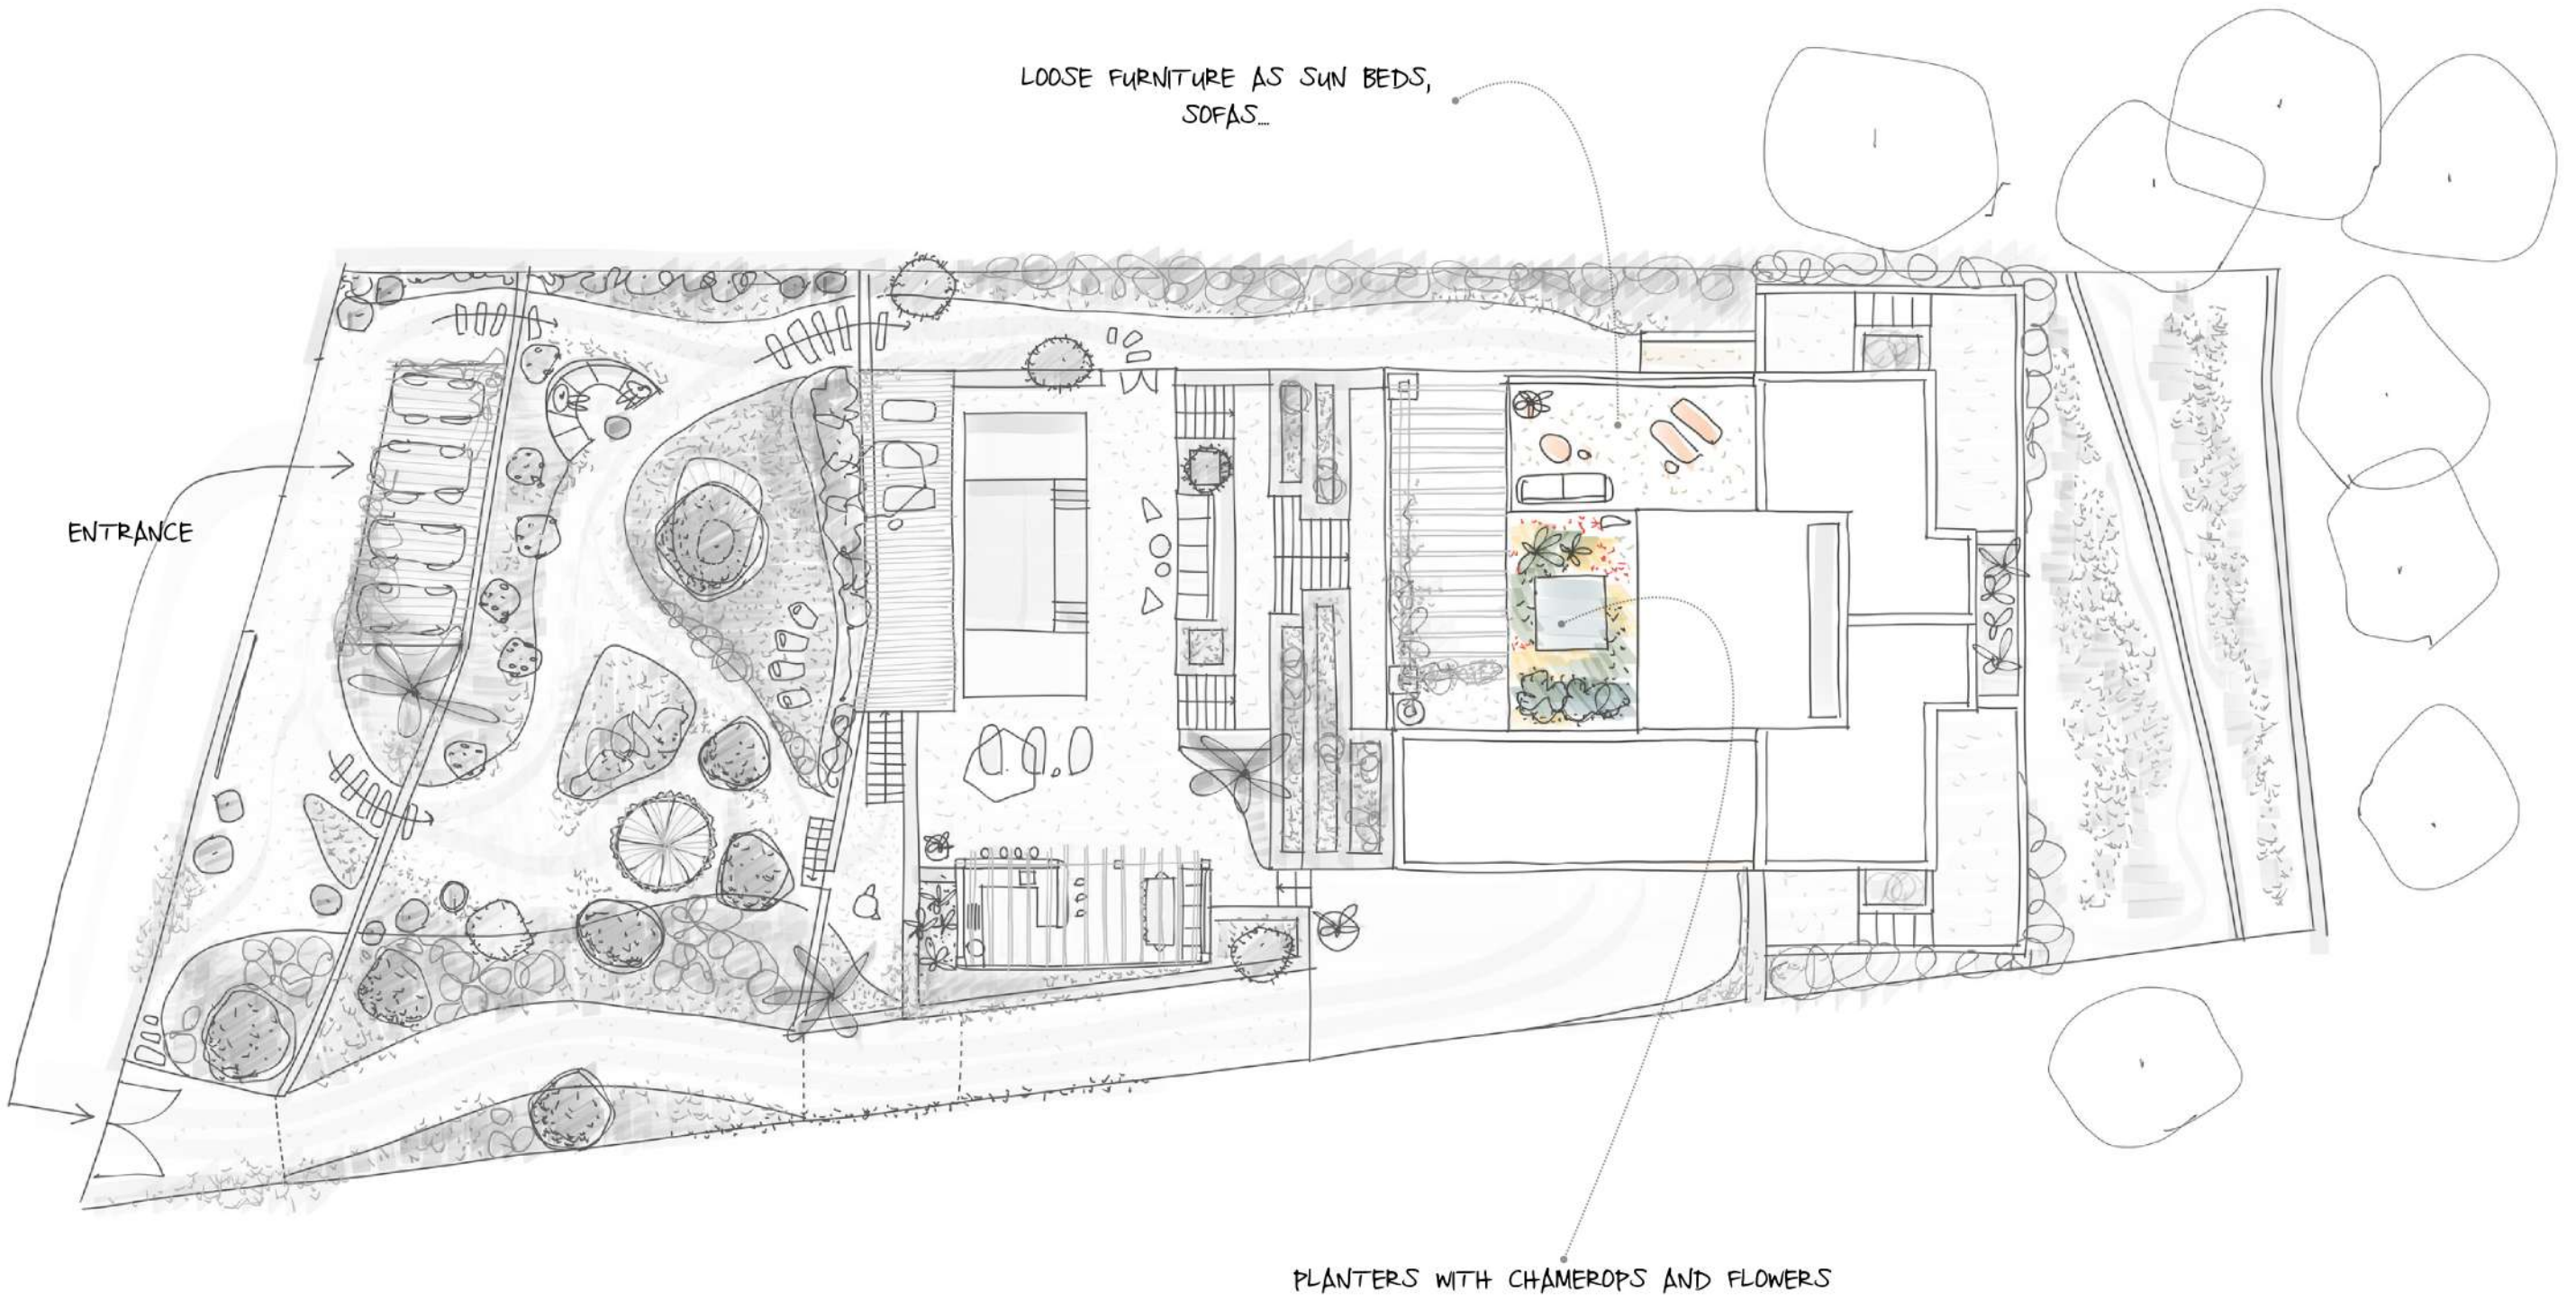 LOOSE FURNITURE AS SUN BEDS,
SOFAS...
ENTRANCE
PLANTERS WITH CHAMEROPS AND FLOWERS